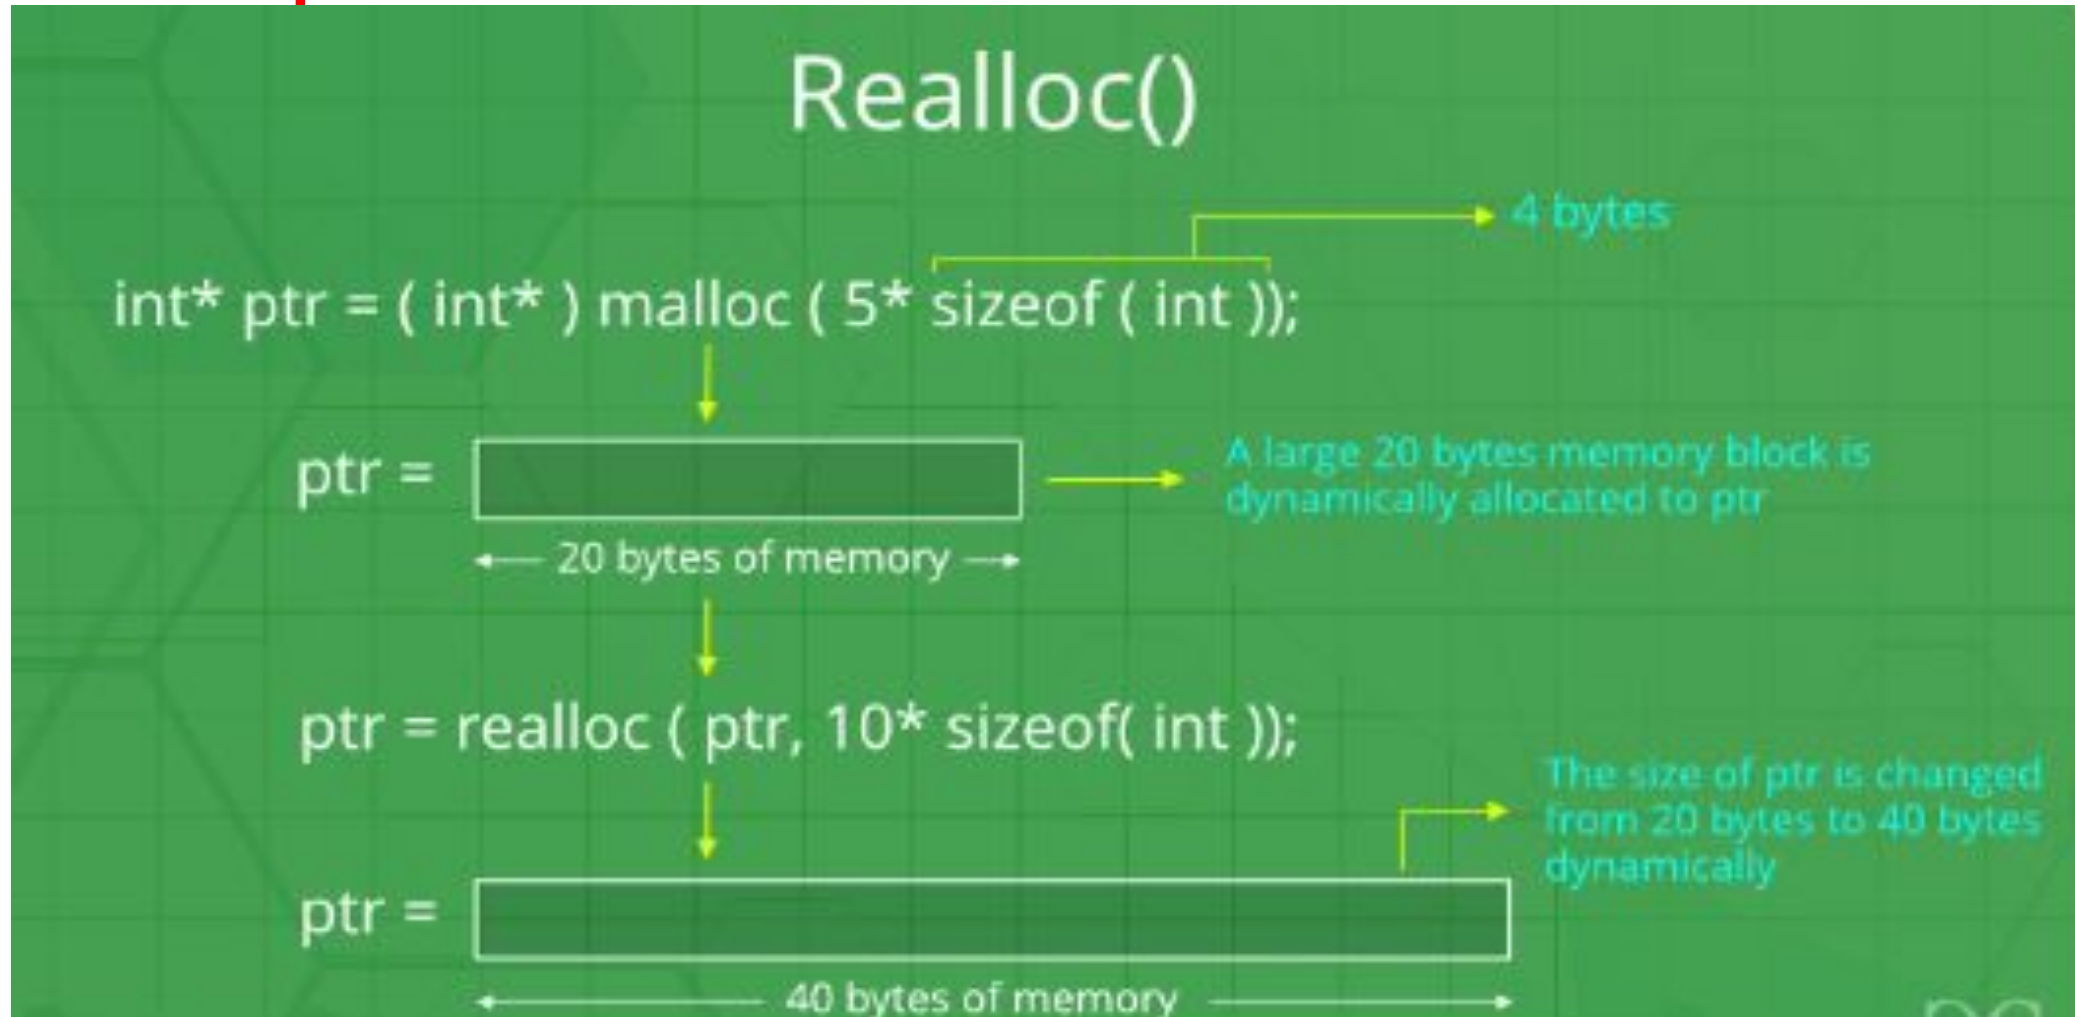 Realloc()
4 bytes
int* ptr = ( int* ) malloc ( 5* sizeof ( int ));
ptr =
A large 20 bytes memory block is
dynamically allocated to ptr
20 bytes of memory
ptr = realloc ( ptr, 10* sizeof( int ));
The size of ptr is changed
from 20 bytes to 40 bytes
dynamically
ptr =
40 bytes of memory